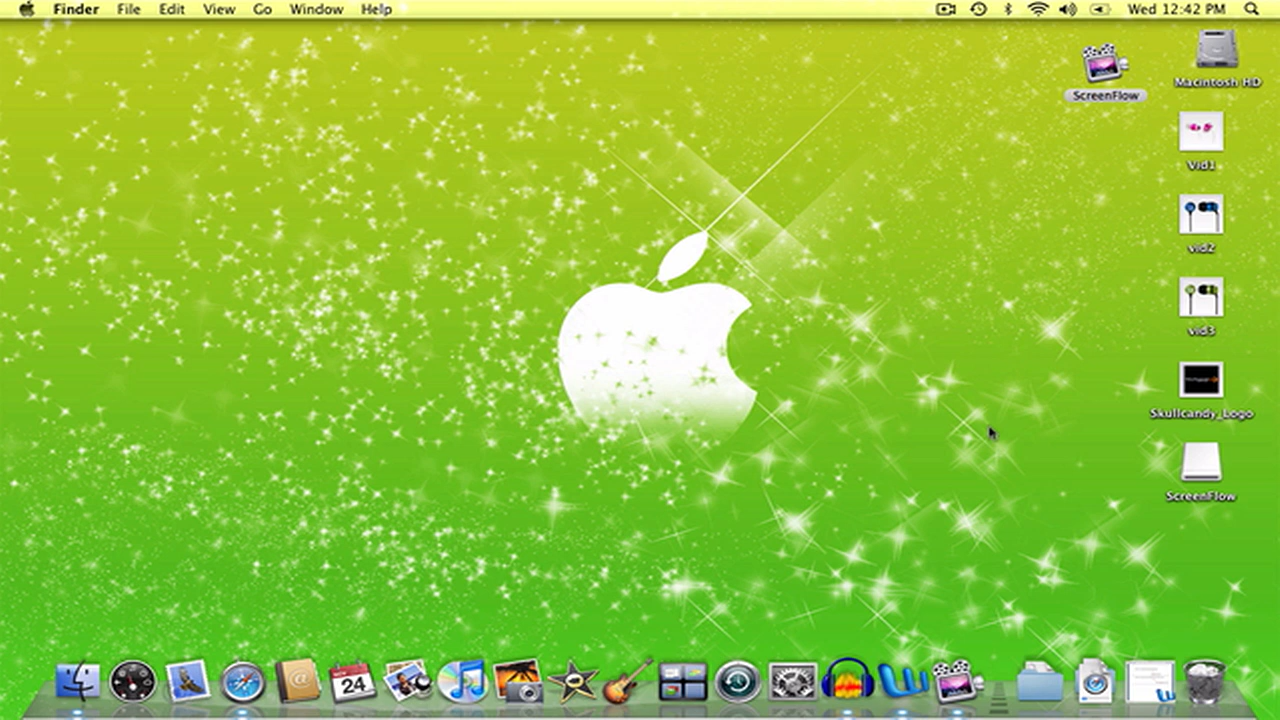 Finder File Edit View Go Window Help Wed 12:42 PM
ScreenFlow
Macintosh HD
Vid1
vid2
vid3
Skullcandy_Logo
ScreenFlow
NOV
24